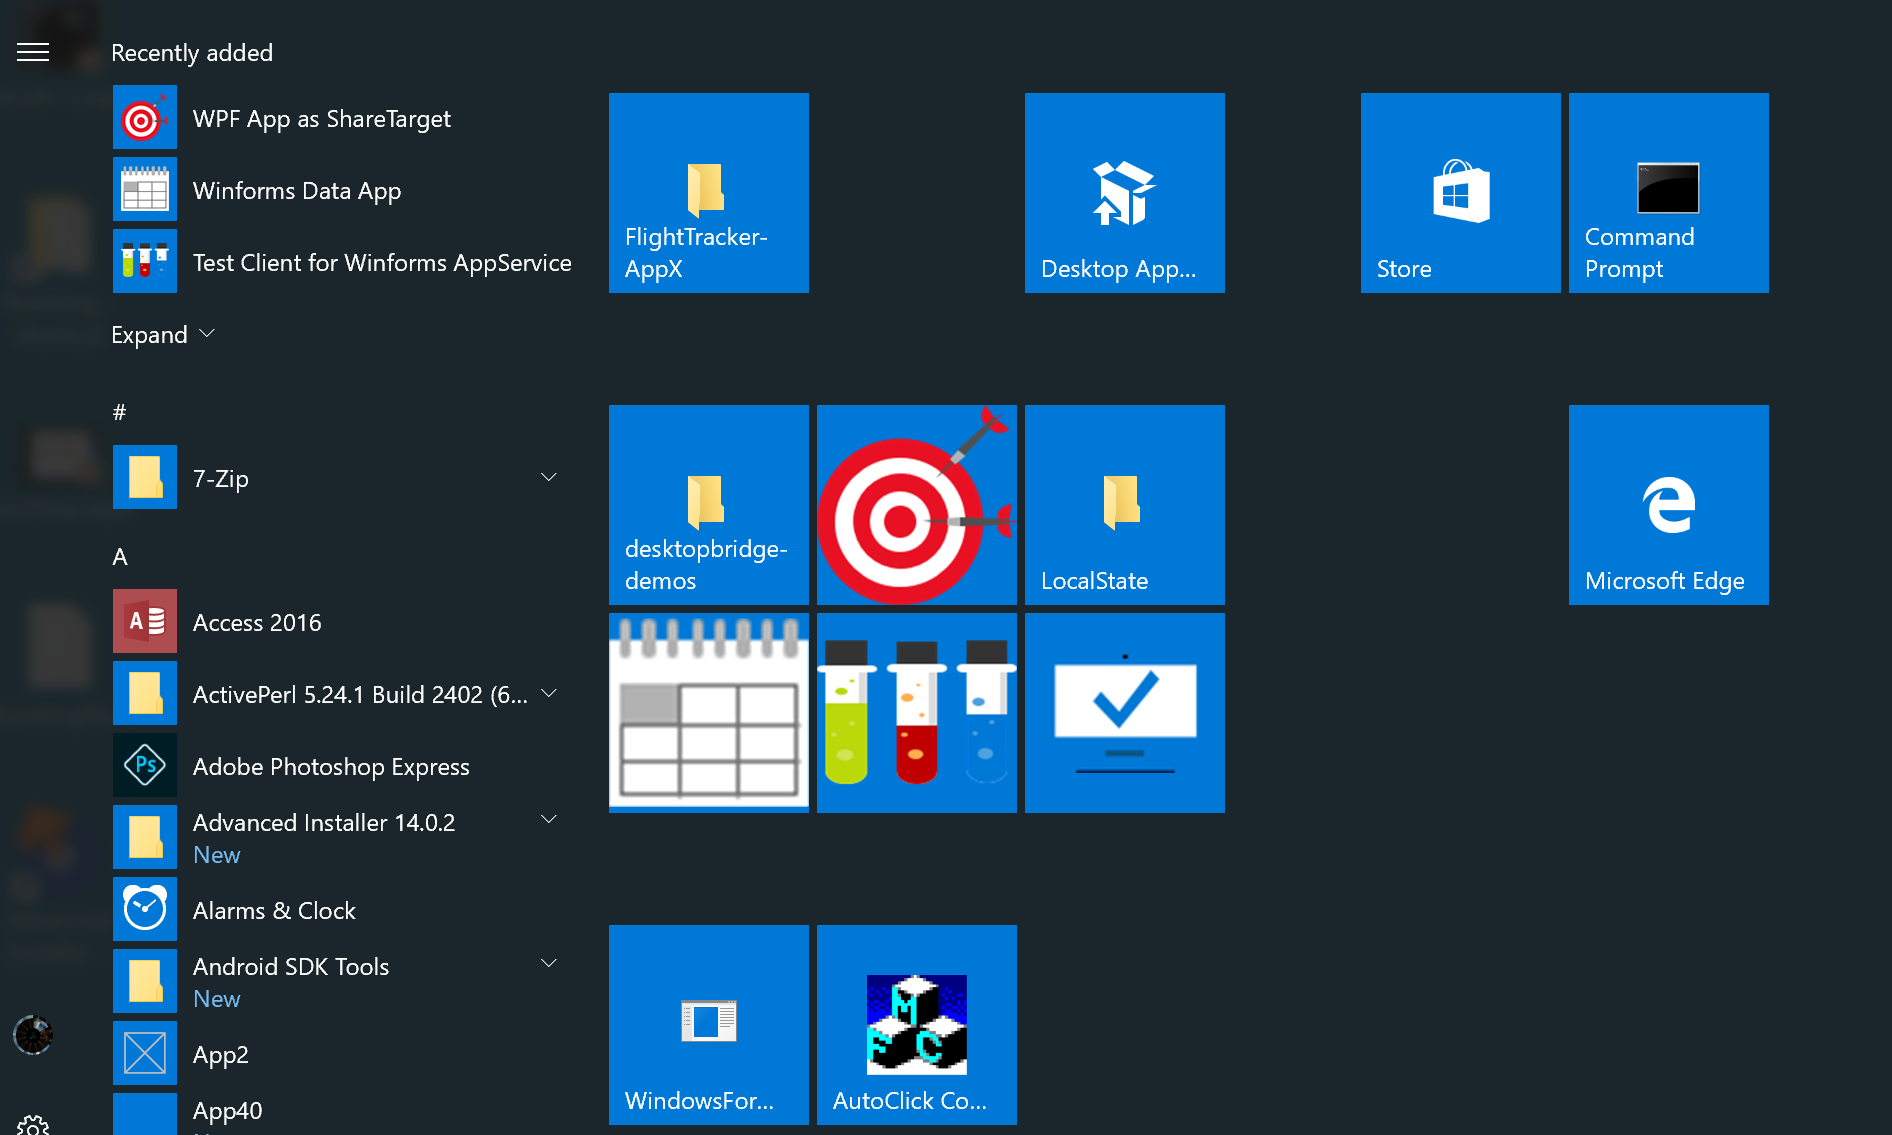 Recently added
WPF App as ShareTarget
Winforms Data App
Test Client for Winforms AppService
Expand
#
7-Zip
A
A
Access 2016
ActivePerl 5.24.1 Build 2402 (6...
Ps
Adobe Photoshop Express
Advanced Installer 14.0.2
New
Alarms & Clock
Android SDK Tools
New
App2
App40
FlightTracker-
AppX
Desktop App...
Store
Command
Prompt
desktopbridge-
demos
LocalState
Microsoft Edge
WindowsFor...
M
F C
AutoClick Co...